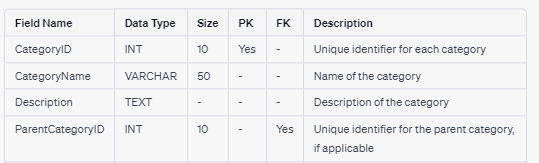 Field Name Data Type Size PK FK Description
CategoryID INT 10 Yes - Unique identifier for each category
CategoryName VARCHAR 50 - - Name of the category
Description TEXT - - - Description of the category
ParentCategoryID INT 10 - Yes Unique identifier for the parent category,
if applicable